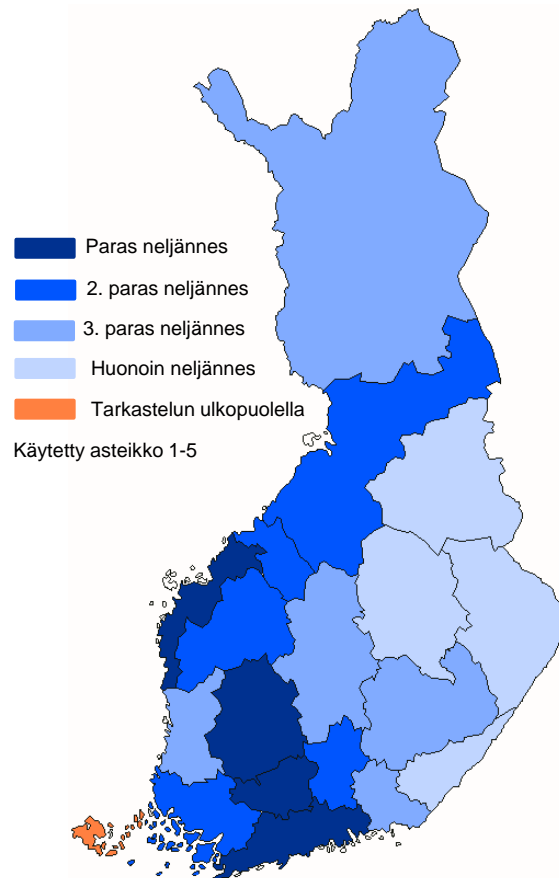 Paras neljännes
2. paras neljännes
3. paras neljännes
Huonoin neljännes
Tarkastelun ulkopuolella
Käytetty asteikko 1-5